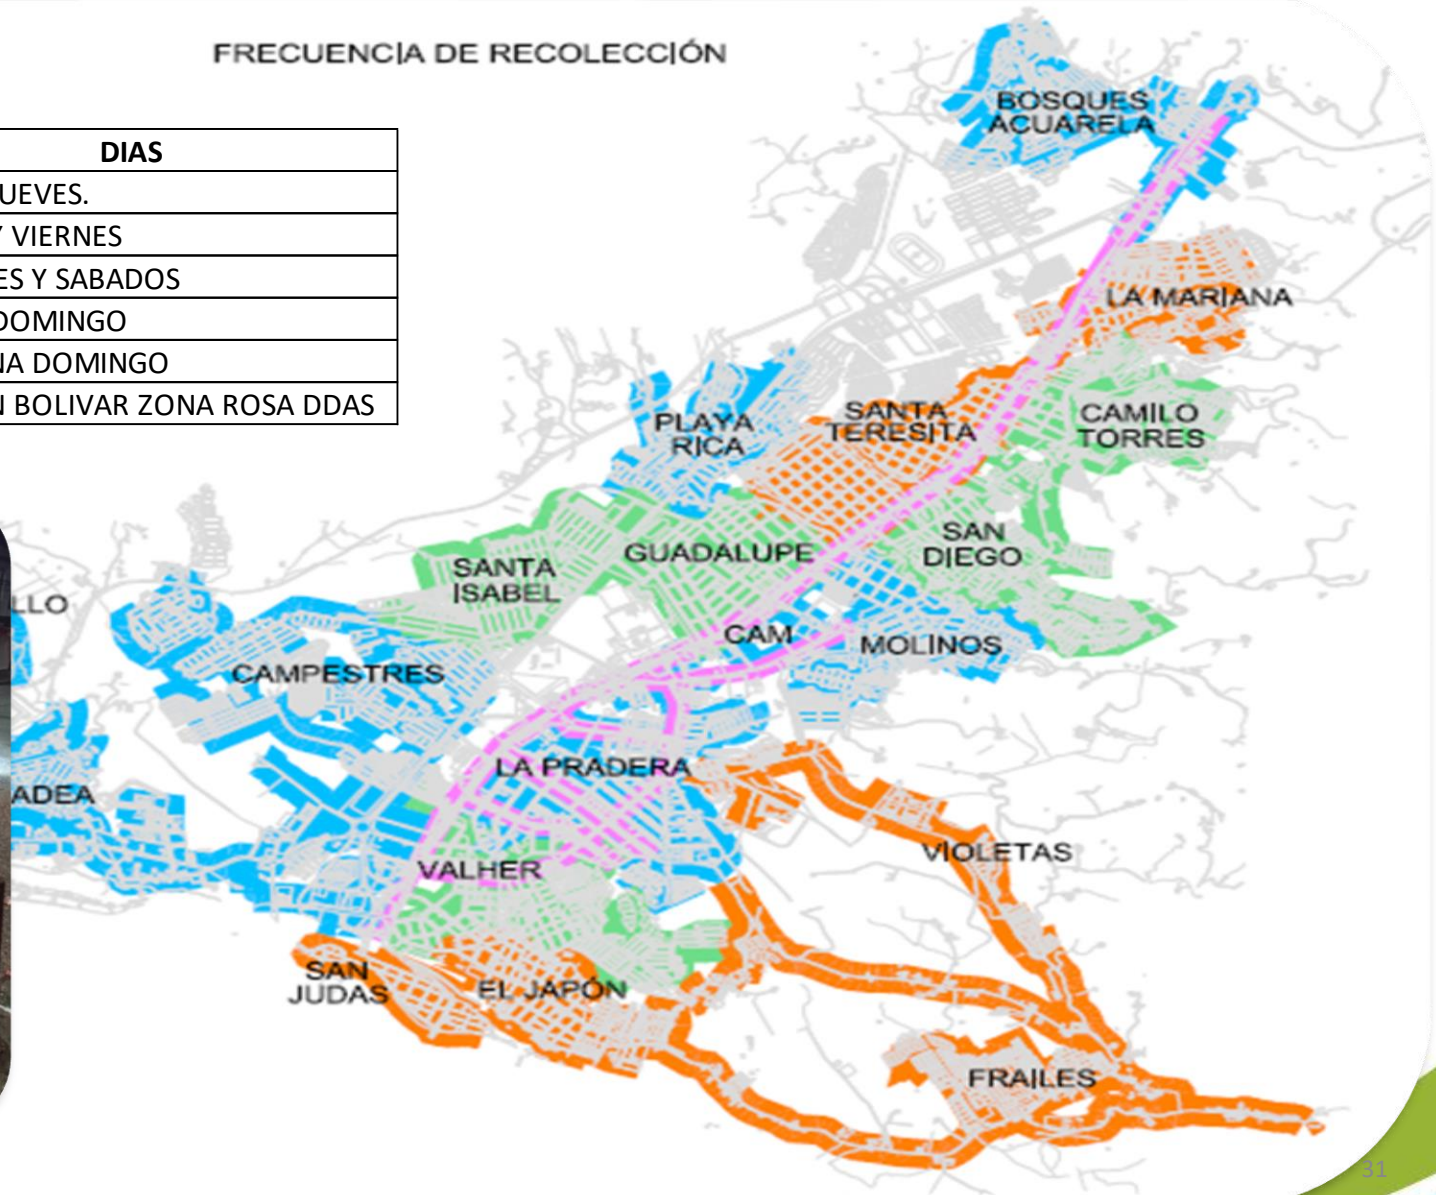 FRECUENCIA DE RECOLECCIÓN
DIAS
UEVES.
Y VIERNES
ES Y SABADOS
DOMINGO
NA DOMINGO
N BOLIVAR ZONA ROSA DDAS
BOSQUES
ACUARELA
LA MARIANA
PLAYA
RICA
SANTA
TERESITA
CAMILO
TORRES
SANTA
ISABEL
GUADALUPE
SAN
DIEGO
LLO
CAM
MOLINOS
CAMPESTRES
LA PRADERA
ADEA
VALHER
VIOLETAS
SAN
JUDAS
EL JAPÓN
FRAILES
31